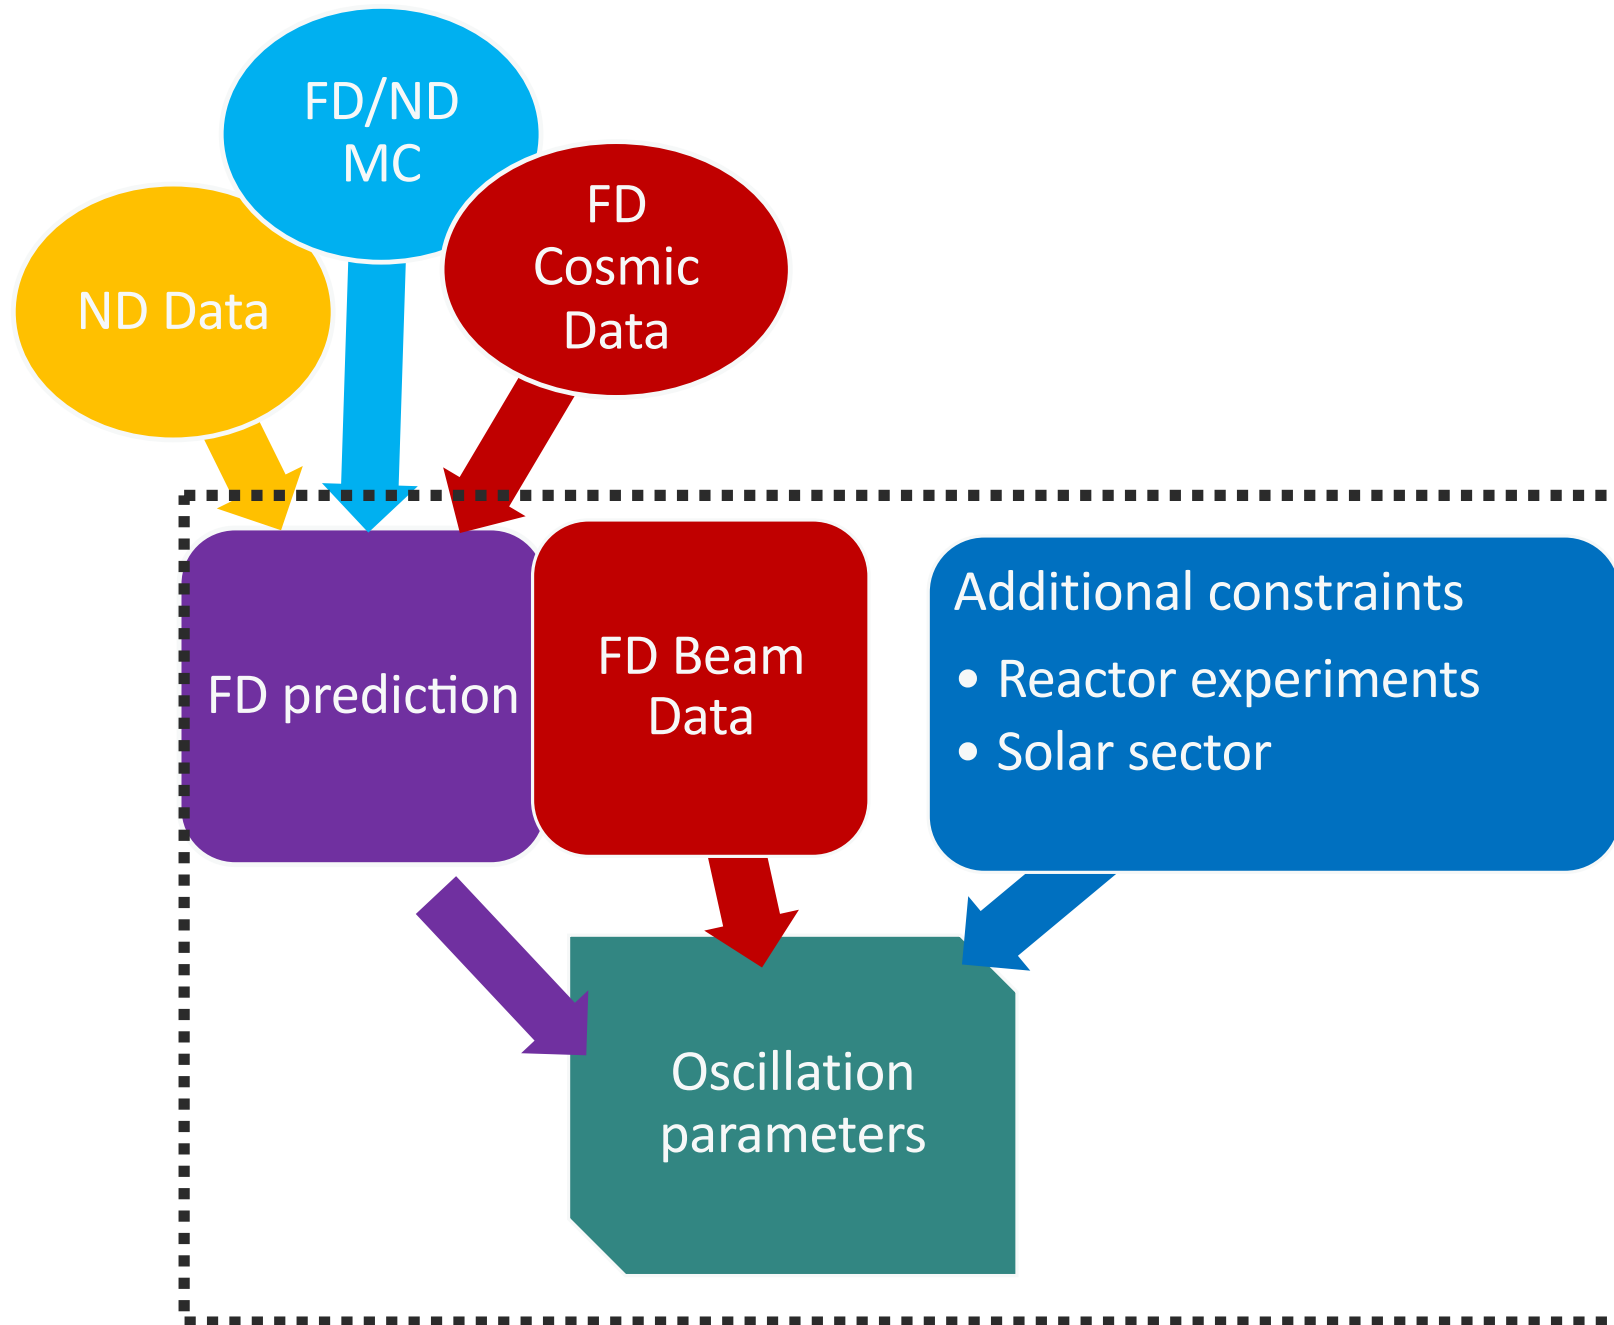 FD/ND
MC
FD
Cosmic
Data
ND Data
FD prediction
FD Beam
Data
Additional constraints
• Reactor experiments
• Solar sector
Oscillation
parameters